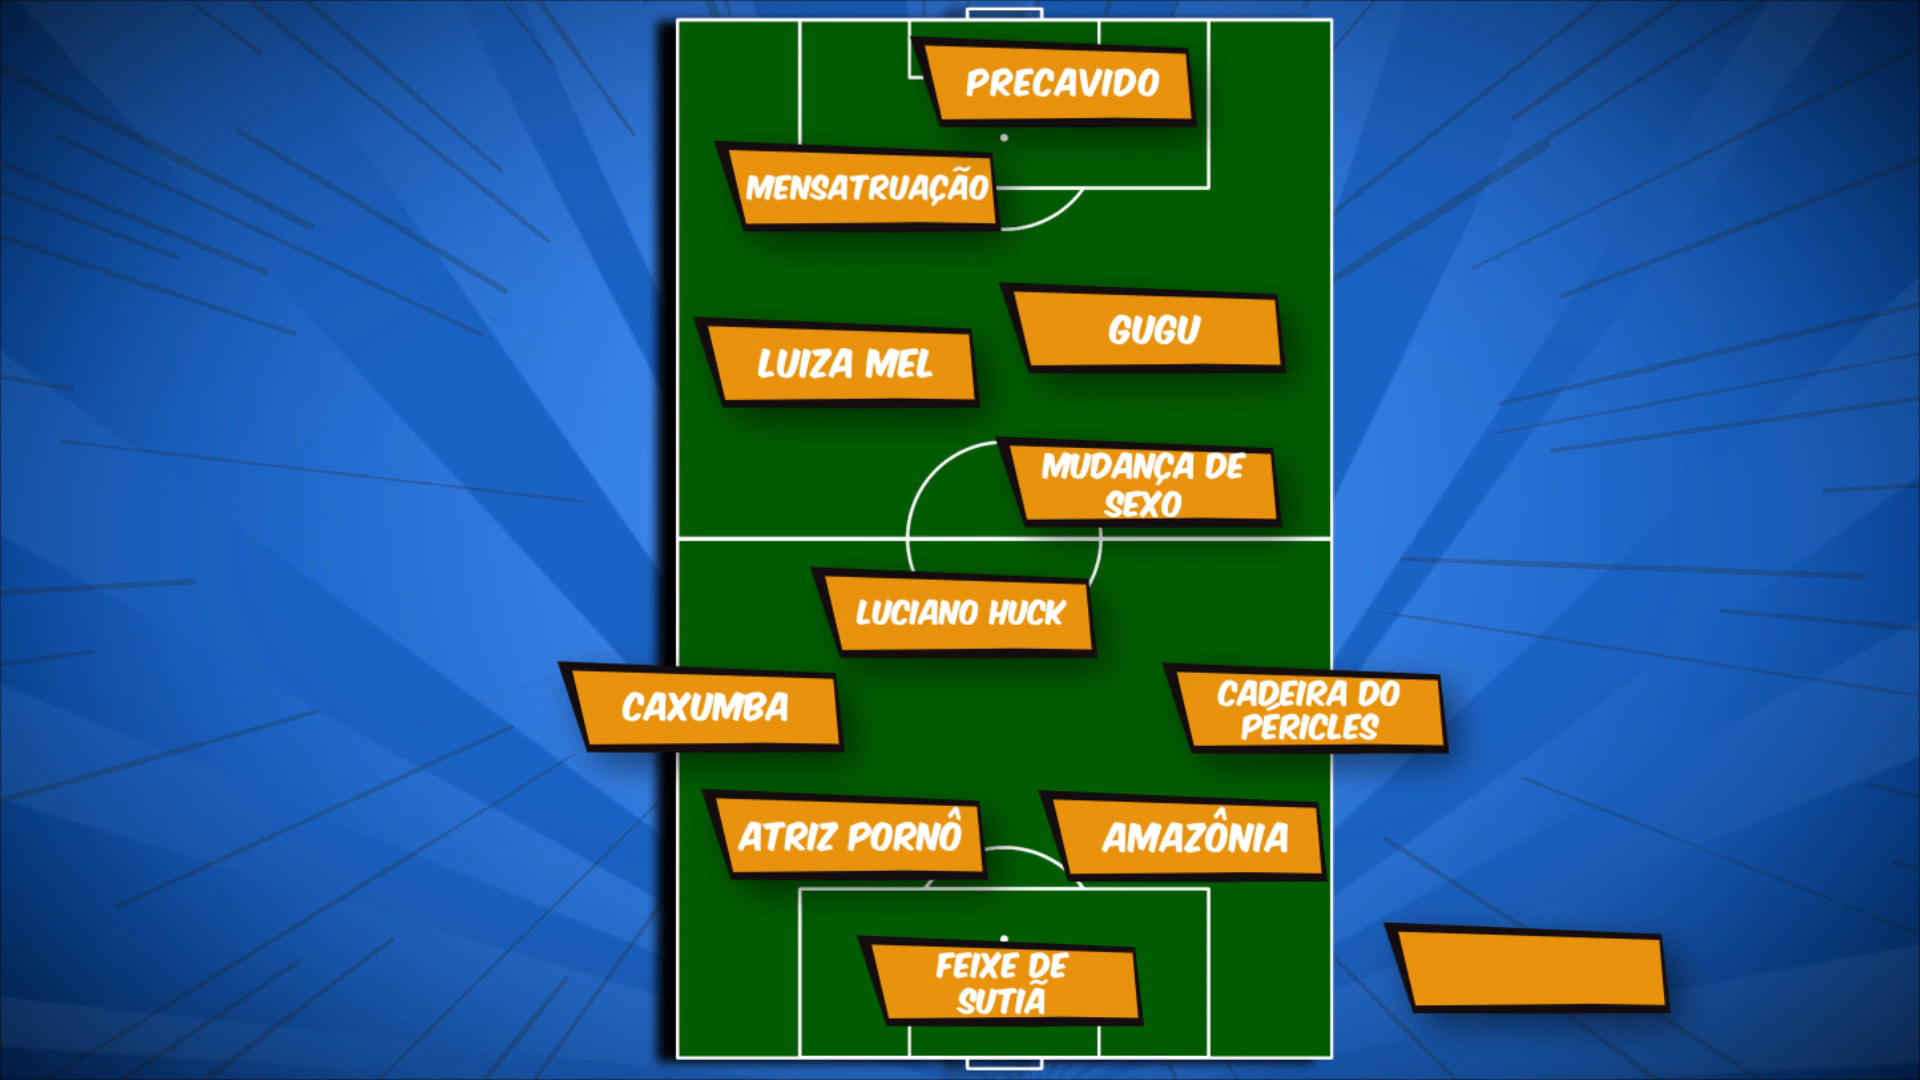 PRECAVIDO
MENSATRUAÇÃO
GUGU
LUIZA MEL
MUDANÇA DE
SEXO
LUCIANO HUCK
CAXUMBA
CADEIRA DO
PÉRICLES
ATRIZ PORNÔ
AMAZÔNIA
FEIXE DE
SUTIÃ